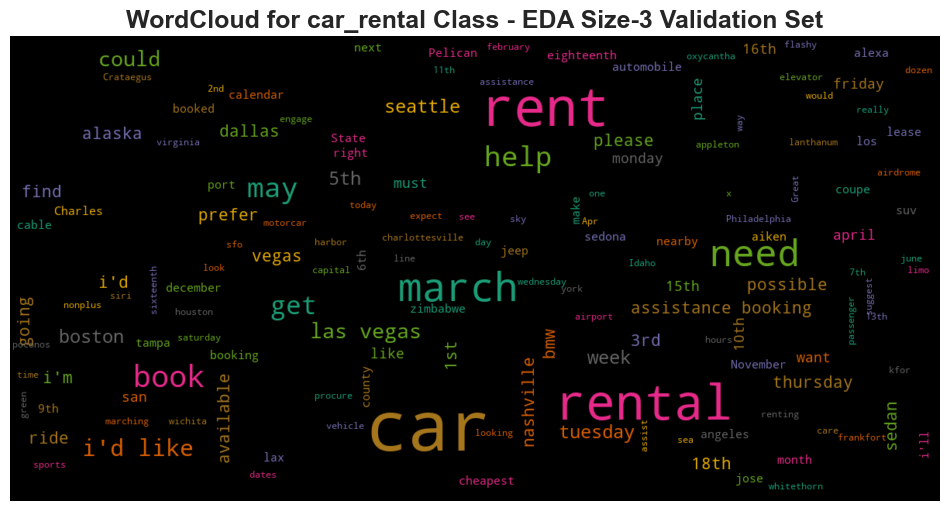 WordCloud for car_rental Class - EDA Size-3 Validation Set
next
Pelican
february
eighteenth
oxycantha
16th
flashy
alexa
could
Crataegus
11th
assistance
automobile
dozen
elevator
friday
2nd
calendar
booked
seattle
rent
place
would
really
engage
alaska
virginia
dallas
State
right
help
please
monday
way
appleton
lanthanum
los
lease
airdrome
find
port
may
5th
must
today
make
one
x
Great
coupe
suv
Charles
cable
prefer
motorcar
expect
see
sky
Apr
Philadelphia
aiken
april
sfo
harbor
charlottesville
day
line
6th
jeep
sedona
nearby
need
look
vegas
capital
wednesday
Idaho
june
7th
limo
i'd
siri
nonplus
sixteenth
december
houston
get
march
zimbabwe
york
15th
possible
suggest
13th
passenger
going
poconos
boston
tampa
saturday
las vegas
airport
assistance booking
10th
hours
3rd
booking
like
1st
bmw
week
November
want
kfor
thursday
time
i'm
book
san
county
procure
green
9th
marching
wichita
available
vehicle
car
looking
nashville
rental
renting
ride
i'd like
tuesday
assist
sea
angeles
care
frankfort
sedan
i'll
sports
lax
dates
cheapest
18th
month
jose
whitethorn